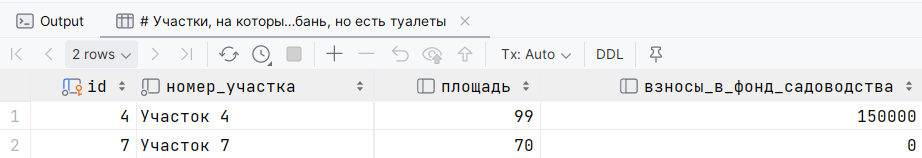 Output # Участки, на которы...бань, но есть туалеты
2 rows Tx: Auto DDL
id номер_участка площадь взносы_в_фонд_садоводства
1 4 Участок 4 99 150000
2 7 Участок 7 70 0